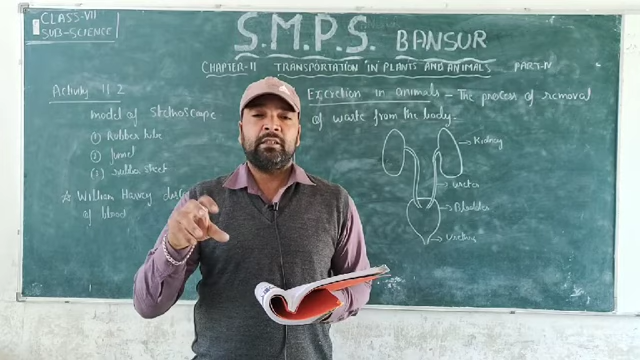 CLASS-VII
SUB-SCIENCE
S.M.P.S. BANSUR
CHAPTER-11 TRANSPORTATION IN PLANTS AND ANIMALS PART-IV
Activity 11.2
model of Stethoscope
① Rubber tube
② funnel
③ rubber sheet
☆ William Harvey
of blood
Excretion in animals - The process of removal
of waste from the body:-
Kidney
Ureter
Bladder
Urethra